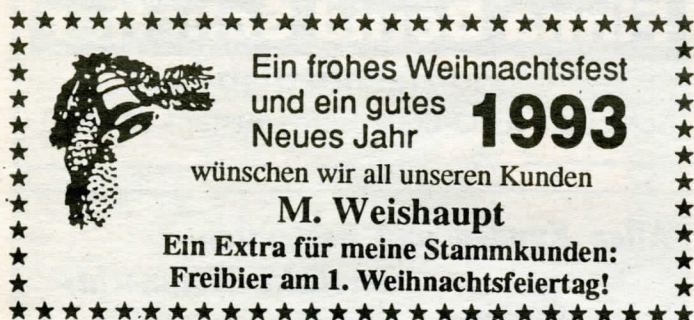 Ein frohes Weihnachtsfest
und ein gutes
Neues Jahr 1993
wünschen wir all unseren Kunden
M. Weishaupt
Ein Extra für meine Stammkunden:
Freibier am 1. Weihnachtsfeiertag!